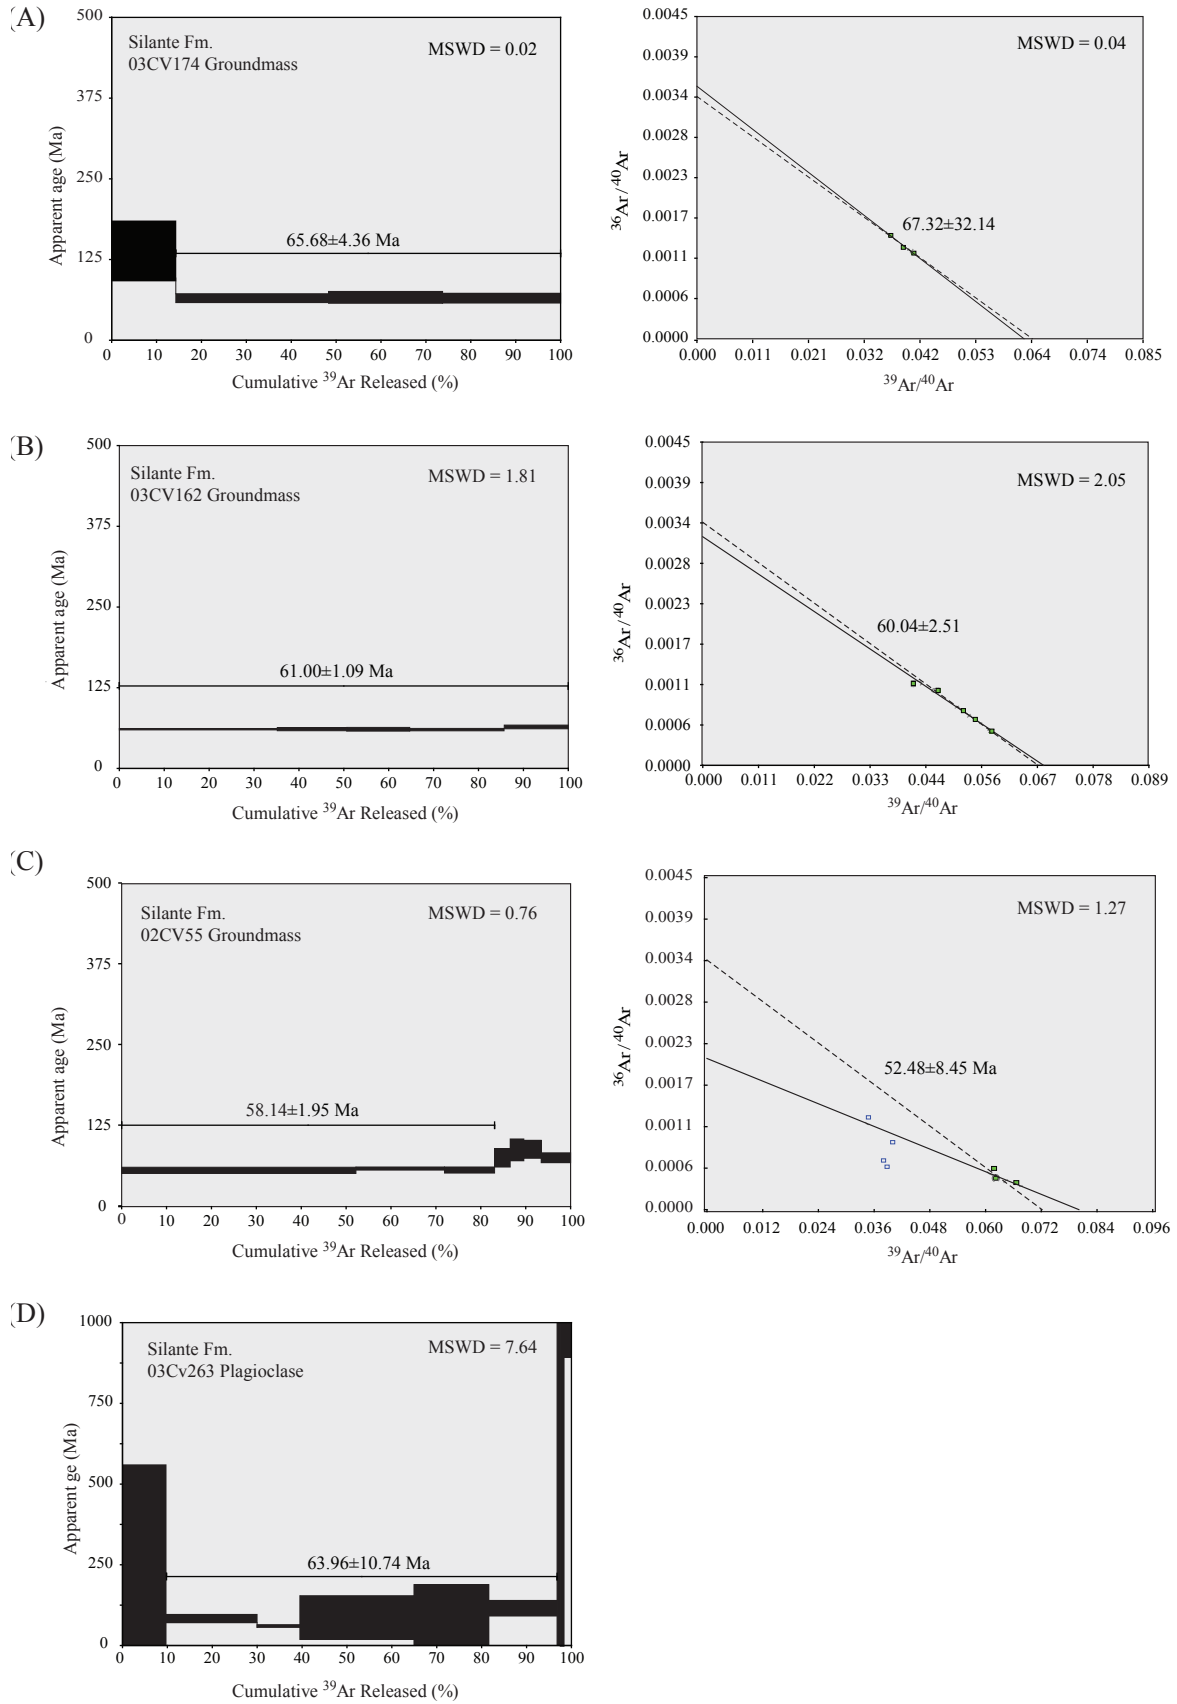 (A)
500
375
250
125
0
Apparent age (Ma)
Silante Fm.
03CV174 Groundmass
MSWD = 0.02
65.68±4.36 Ma
0 10 20 30 40 50 60 70 80 90 100
Cumulative ³⁹Ar Released (%)
0.0045
0.0039
0.0034
0.0028
0.0023
0.0017
0.0011
0.0006
0.0000
³⁶Ar/⁴⁰Ar
MSWD = 0.04
67.32±32.14
0.000 0.011 0.021 0.032 0.042 0.053 0.064 0.074 0.085
³⁹Ar/⁴⁰Ar
(B)
500
375
250
125
0
Apparent age (Ma)
Silante Fm.
03CV162 Groundmass
MSWD = 1.81
61.00±1.09 Ma
0 10 20 30 40 50 60 70 80 90 100
Cumulative ³⁹Ar Released (%)
0.0045
0.0039
0.0034
0.0028
0.0023
0.0017
0.0011
0.0006
0.0000
³⁶Ar/⁴⁰Ar
MSWD = 2.05
60.04±2.51
0.000 0.011 0.022 0.033 0.044 0.056 0.067 0.078 0.089
³⁹Ar/⁴⁰Ar
(C)
500
375
250
125
0
Apparent age (Ma)
Silante Fm.
02CV55 Groundmass
MSWD = 0.76
58.14±1.95 Ma
0 10 20 30 40 50 60 70 80 90 100
Cumulative ³⁹Ar Released (%)
0.0045
0.0039
0.0034
0.0028
0.0023
0.0017
0.0011
0.0006
0.0000
³⁶Ar/⁴⁰Ar
MSWD = 1.27
52.48±8.45 Ma
0.000 0.012 0.024 0.036 0.048 0.060 0.072 0.084 0.096
³⁹Ar/⁴⁰Ar
(D)
1000
750
500
250
0
Apparent ge (Ma)
Silante Fm.
03Cv263 Plagioclase
MSWD = 7.64
63.96±10.74 Ma
0 10 20 30 40 50 60 70 80 90 100
Cumulative ³⁹Ar Released (%)